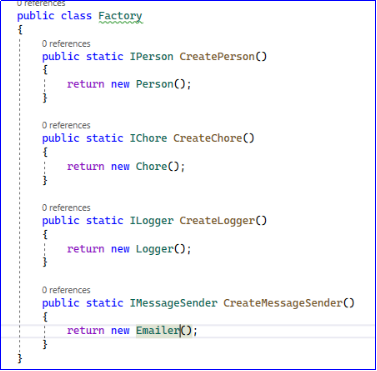 0 references
public class Factory
{
0 references
public static IPerson CreatePerson()
{
return new Person();
}
0 references
public static IChore CreateChore()
{
return new Chore();
}
0 references
public static ILogger CreateLogger()
{
return new Logger();
}
0 references
public static IMessageSender CreateMessageSender()
{
return new Emailer();
}
}